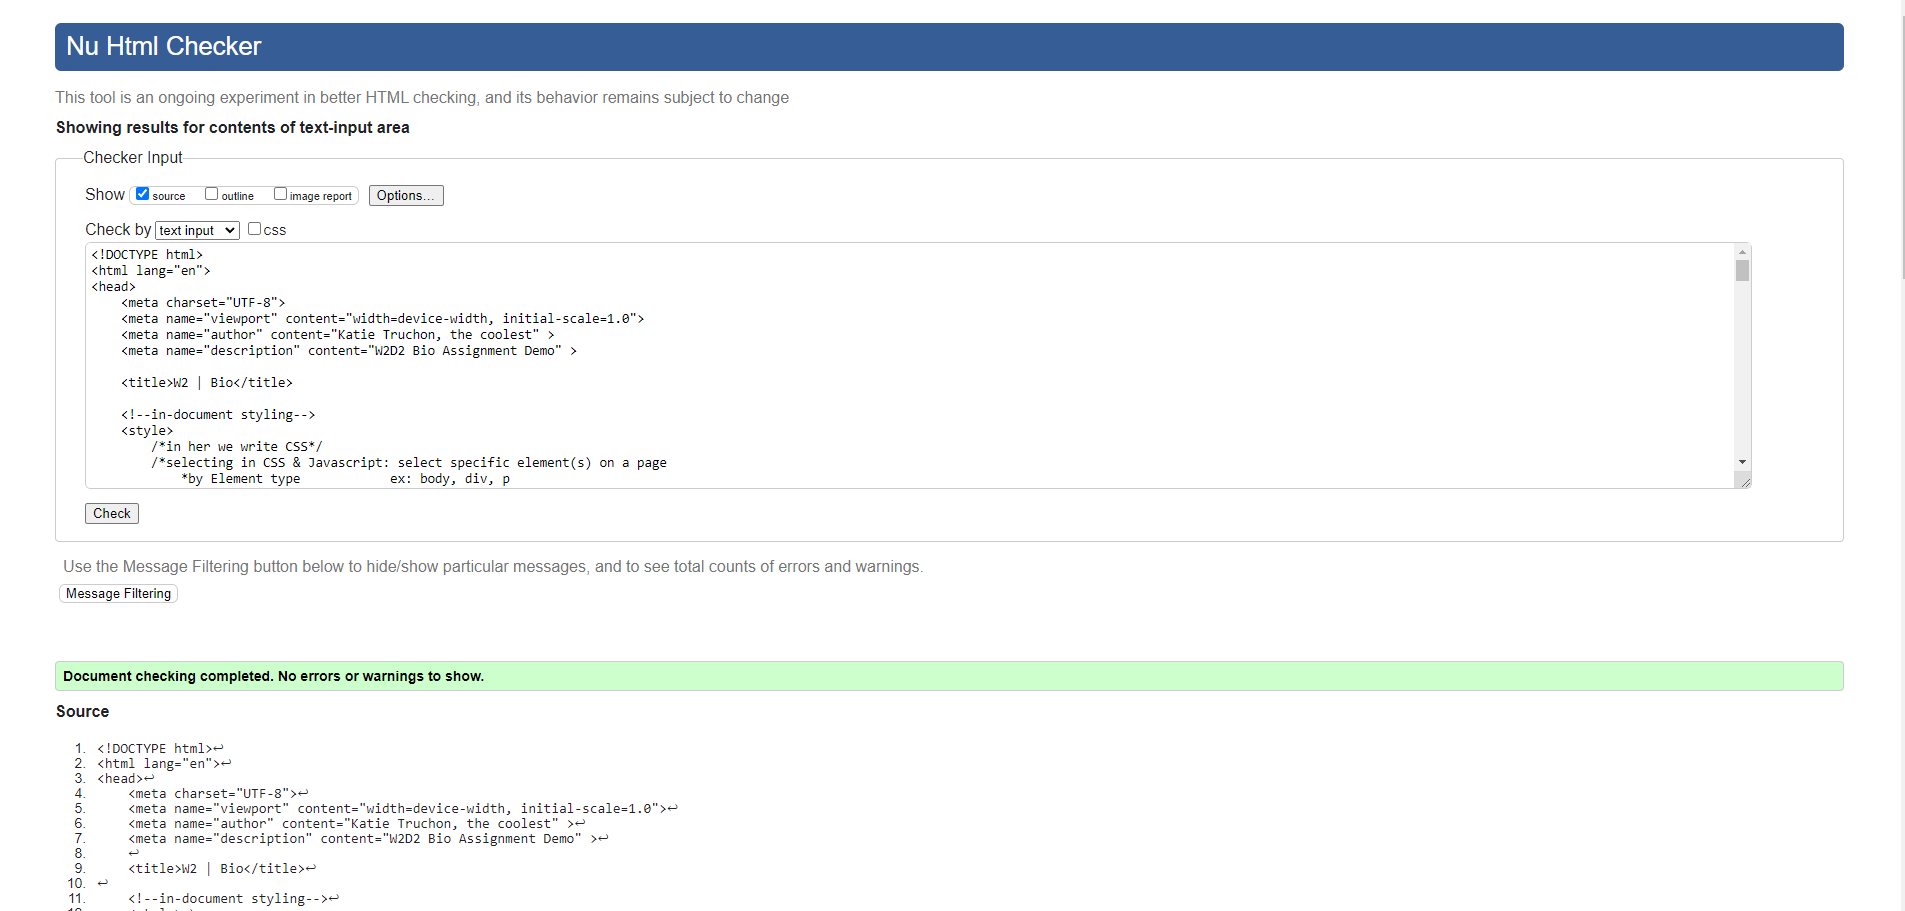 Nu Html Checker
This tool is an ongoing experiment in better HTML checking, and its behavior remains subject to change
Showing results for contents of text-input area
Checker Input
Show source outline image report Options...
Check by text input css
<!DOCTYPE html>
<html lang="en">
<head>
    <meta charset="UTF-8">
    <meta name="viewport" content="width=device-width, initial-scale=1.0">
    <meta name="author" content="Katie Truchon, the coolest" >
    <meta name="description" content="W2D2 Bio Assignment Demo" >
    <title>W2 | Bio</title>
    <!--in-document styling-->
    <style>
        /*in her we write CSS*/
        /*selecting in CSS & Javascript: select specific element(s) on a page
            *by Element type            ex: body, div, p
Check
Use the Message Filtering button below to hide/show particular messages, and to see total counts of errors and warnings.
Message Filtering
Document checking completed. No errors or warnings to show.
Source
1. <!DOCTYPE html>↩
2. <html lang="en">↩
3. <head>↩
4.     <meta charset="UTF-8">↩
5.     <meta name="viewport" content="width=device-width, initial-scale=1.0">↩
6.     <meta name="author" content="Katie Truchon, the coolest" >↩
7.     <meta name="description" content="W2D2 Bio Assignment Demo" >↩
8.     ↩
9.     <title>W2 | Bio</title>↩
10. ↩
11.     <!--in-document styling-->↩